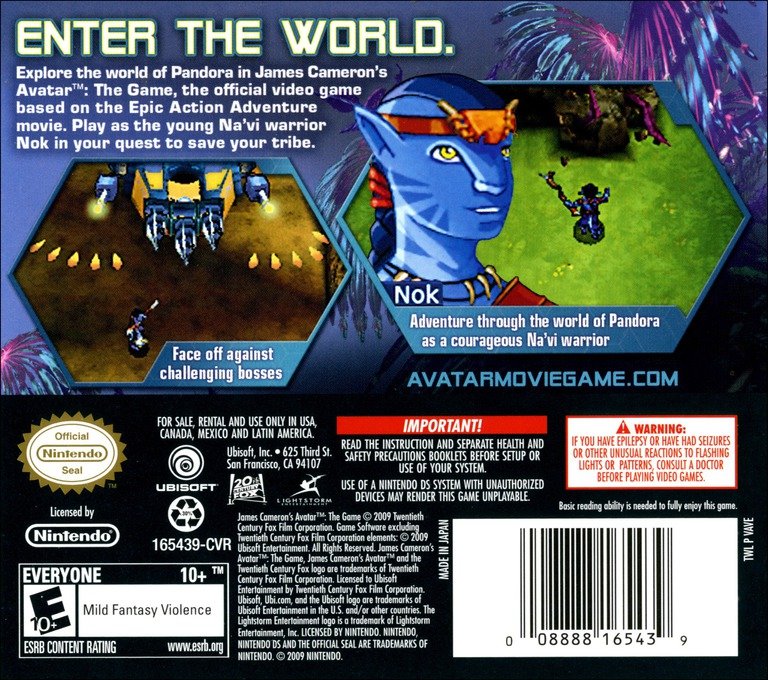 ENTER THE WORLD.
Explore the world of Pandora in James Cameron's
Avatar™: The Game, the official video game
based on the Epic Action Adventure
movie. Play as the young Na'vi warrior
Nok in your quest to save your tribe.
Nok
Adventure through the world of Pandora
as a courageous Na'vi warrior
Face off against
challenging bosses
AVATARMOVIEGAME.COM
Official
Nintendo
Seal
TM
Licensed by
Nintendo®
FOR SALE, RENTAL AND USE ONLY IN USA,
CANADA, MEXICO AND LATIN AMERICA.
UBISOFT™
Ubisoft, Inc. • 625 Third St.
San Francisco, CA 94107
20th
CENTURY
FOX
LIGHTSTORM
ENTERTAINMENT
30%
165439-CVR
IMPORTANT!
READ THE INSTRUCTION AND SEPARATE HEALTH AND
SAFETY PRECAUTIONS BOOKLETS BEFORE SETUP OR
USE OF YOUR SYSTEM.
USE OF A NINTENDO DS SYSTEM WITH UNAUTHORIZED
DEVICES MAY RENDER THIS GAME UNPLAYABLE.
WARNING:
IF YOU HAVE EPILEPSY OR HAVE HAD SEIZURES
OR OTHER UNUSUAL REACTIONS TO FLASHING
LIGHTS OR PATTERNS, CONSULT A DOCTOR
BEFORE PLAYING VIDEO GAMES.
Basic reading ability is needed to fully enjoy this game.
James Cameron's Avatar™: The Game © 2009 Twentieth
Century Fox Film Corporation. Game Software excluding
Twentieth Century Fox Film Corporation elements: © 2009
Ubisoft Entertainment. All Rights Reserved. James Cameron's
Avatar™: The Game, James Cameron's Avatar™ and the
Twentieth Century Fox logo are trademarks of Twentieth
Century Fox Film Corporation. Licensed to Ubisoft
Entertainment by Twentieth Century Fox Film Corporation.
Ubisoft, Ubi.com, and the Ubisoft logo are trademarks of
Ubisoft Entertainment in the U.S. and/or other countries. The
Lightstorm Entertainment logo is a trademark of Lightstorm
Entertainment, Inc. LICENSED BY NINTENDO. NINTENDO,
NINTENDO DS AND THE OFFICIAL SEAL ARE TRADEMARKS OF
NINTENDO. © 2009 NINTENDO.
EVERYONE 10+ ™
E
10+
Mild Fantasy Violence
ESRB CONTENT RATING www.esrb.org
MADE IN JAPAN
0 08888 16543 9
TWL P VAVE